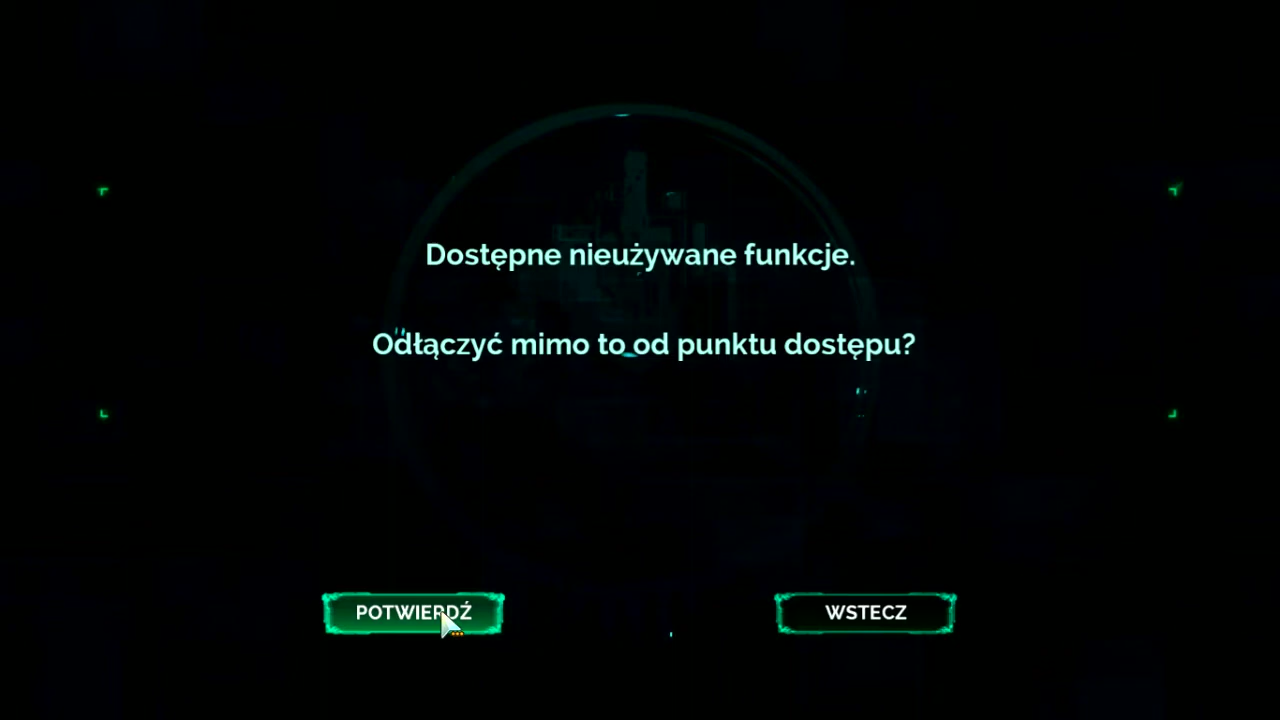 Dostępne nieużywane funkcje.
Odłączyć mimo to od punktu dostępu?
POTWIERDŹ
WSTECZ